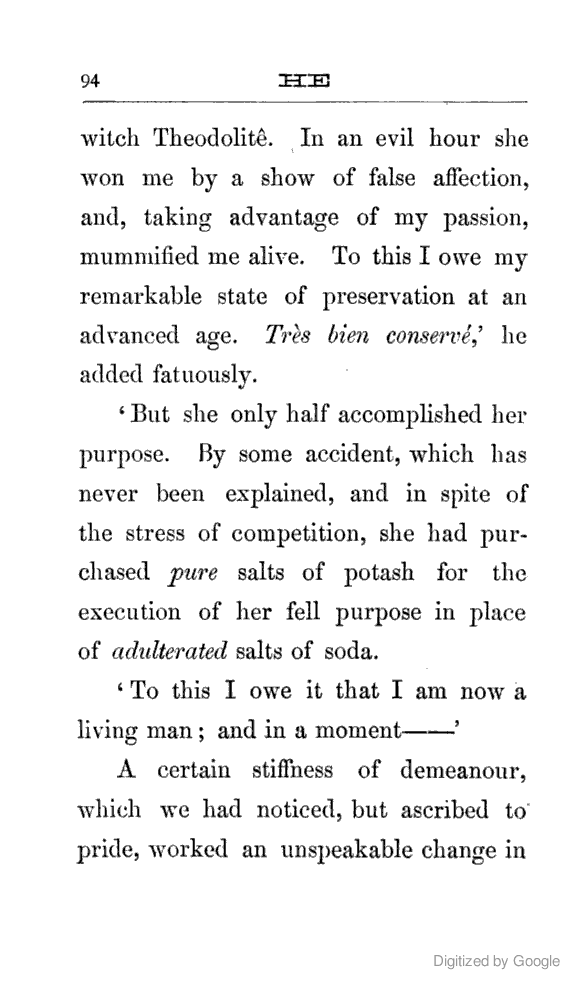 94 HE
witch Theodolitê. In an evil hour she
won me by a show of false affection,
and, taking advantage of my passion,
mummified me alive. To this I owe my
remarkable state of preservation at an
advanced age. Très bien conservé,’ he
added fatuously.
‘But she only half accomplished her
purpose. By some accident, which has
never been explained, and in spite of
the stress of competition, she had pur-
chased pure salts of potash for the
execution of her fell purpose in place
of adulterated salts of soda.
‘To this I owe it that I am now a
living man; and in a moment——’
A certain stiffness of demeanour,
which we had noticed, but ascribed to
pride, worked an unspeakable change in
Digitized by Google